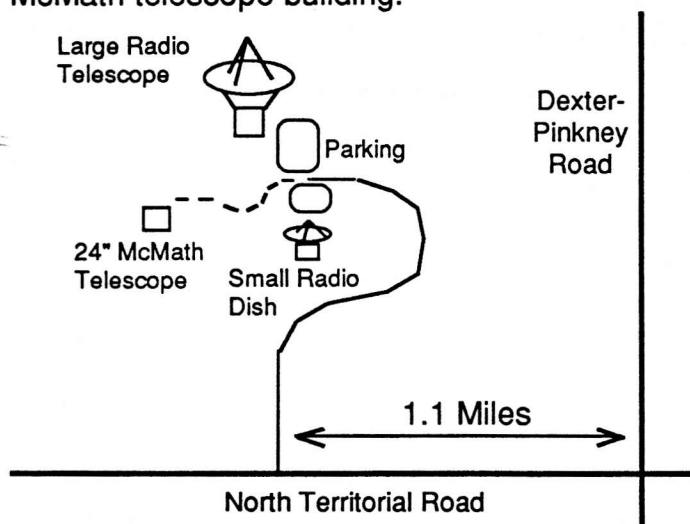 McMath telescope building.
Large Radio
Telescope
Dexter-
Pinkney
Road
Parking
24" McMath
Telescope
Small Radio
Dish
1.1 Miles
North Territorial Road